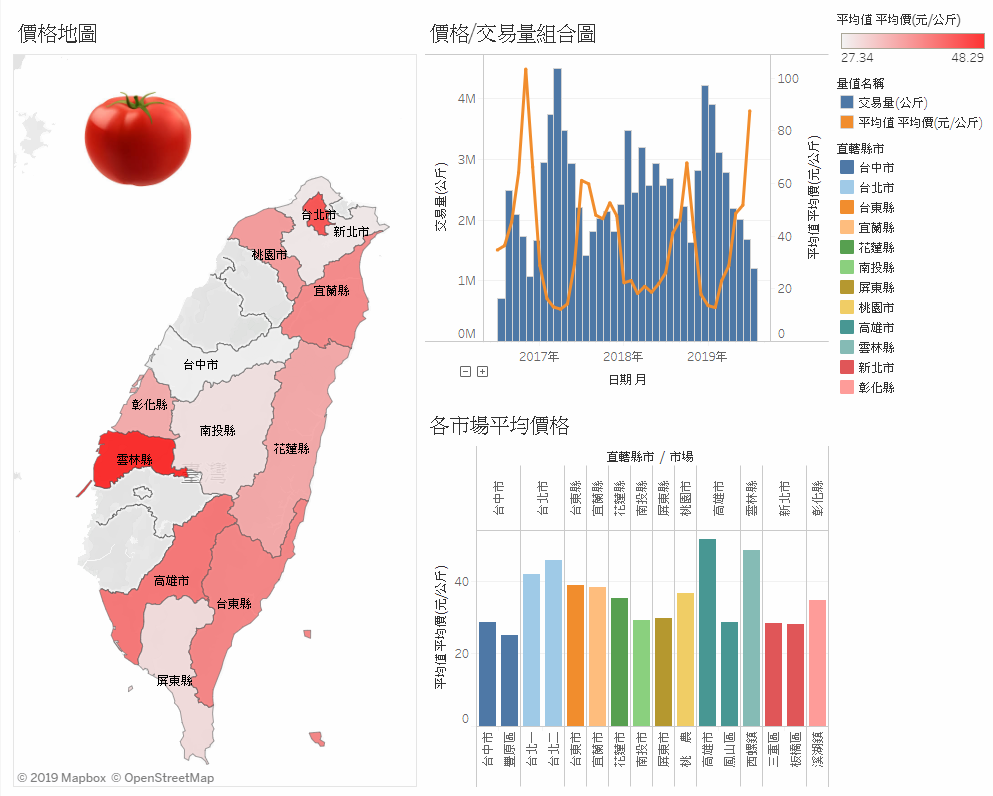 價格地圖
台北市
新北市
桃園市
宜蘭縣
台中市
彰化縣
南投縣
花蓮縣
雲林縣
高雄市
台東縣
屏東縣
© 2019 Mapbox © OpenStreetMap
價格/交易量組合圖
4M
3M
2M
1M
0M
交易量(公斤)
100
80
60
40
20
0
平均值 平均價(元/公斤)
2017年
2018年
2019年
日期 月
各市場平均價格
直轄縣市 / 市場
台中市
台北市
台東縣
宜蘭縣
花蓮縣
南投縣
屏東縣
桃園市
高雄市
雲林縣
新北市
彰化縣
40
20
0
平均值 平均價(元/公斤)
台中市
豐原區
台北一
台北二
台東市
宜蘭市
花蓮市
南投市
屏東市
桃 農
高雄市
鳳山區
西螺鎮
三重區
板橋區
溪湖鎮
平均值 平均價(元/公斤)
27.34
48.29
量值名稱
交易量(公斤)
平均值 平均價(元/公斤)
直轄縣市
台中市
台北市
台東縣
宜蘭縣
花蓮縣
南投縣
屏東縣
桃園市
高雄市
雲林縣
新北市
彰化縣